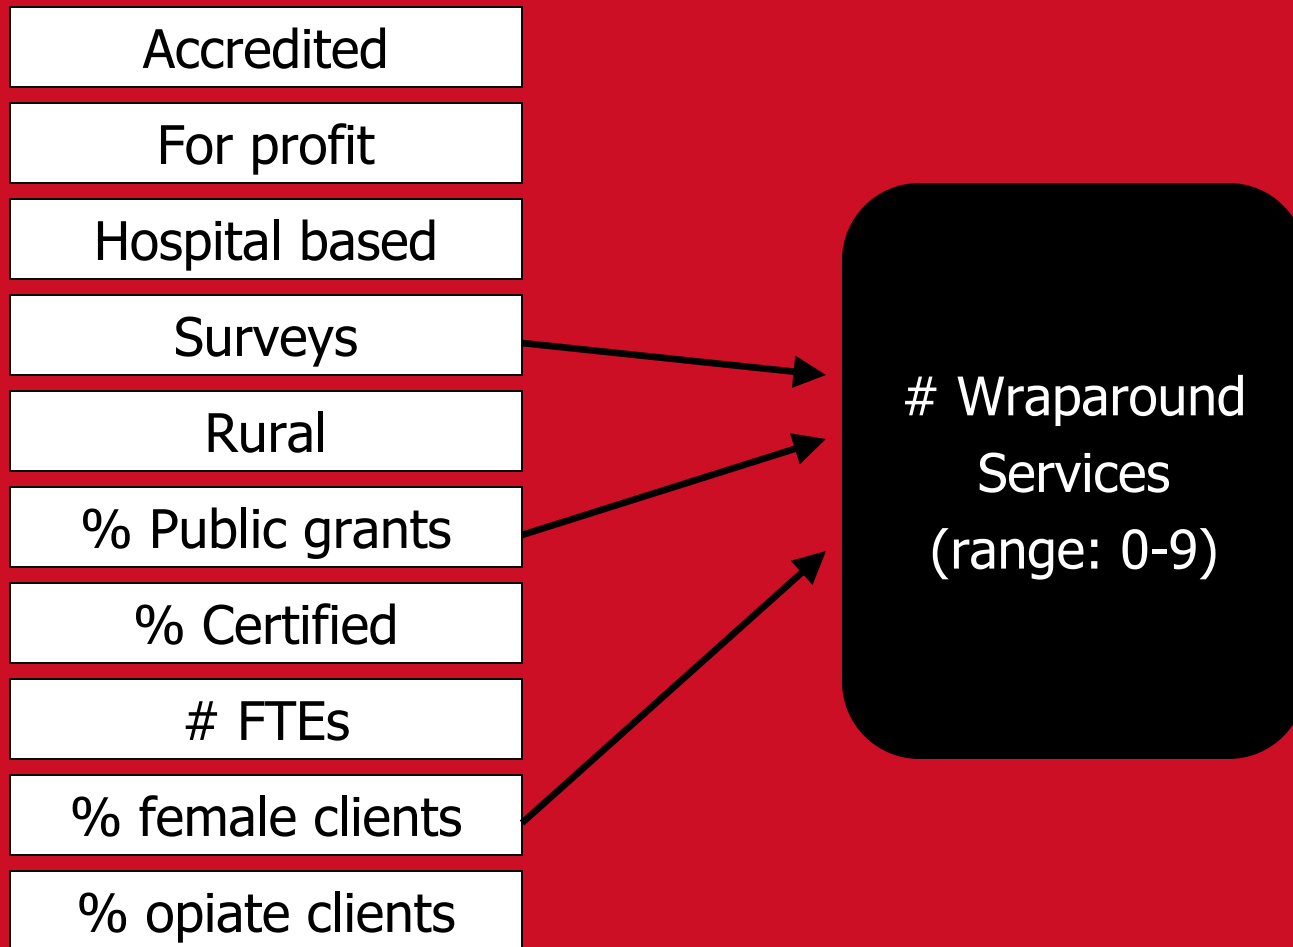 Accredited
For profit
Hospital based
Surveys
Rural
% Public grants
% Certified
# FTEs
% female clients
% opiate clients
# Wraparound
Services
(range: 0-9)